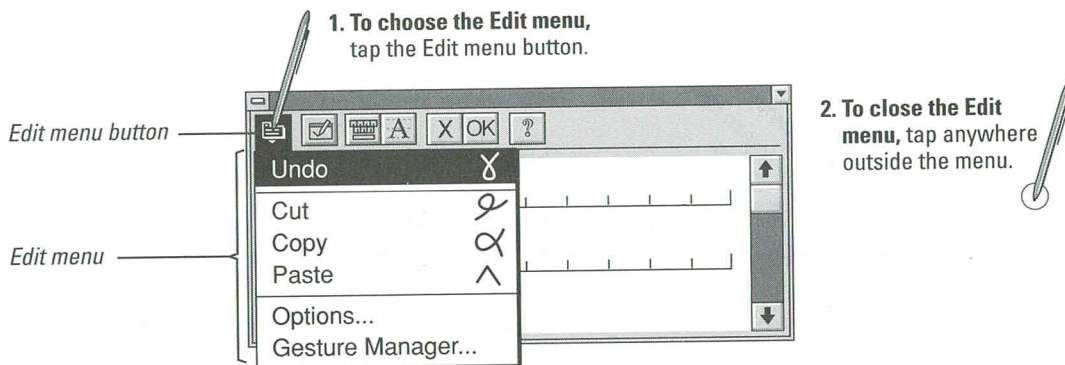 1. To choose the Edit menu,
tap the Edit menu button.
2. To close the Edit
menu, tap anywhere
outside the menu.
Edit menu button
A X OK ?
Undo
Cut
Copy
Paste
Edit menu
Options...
Gesture Manager...